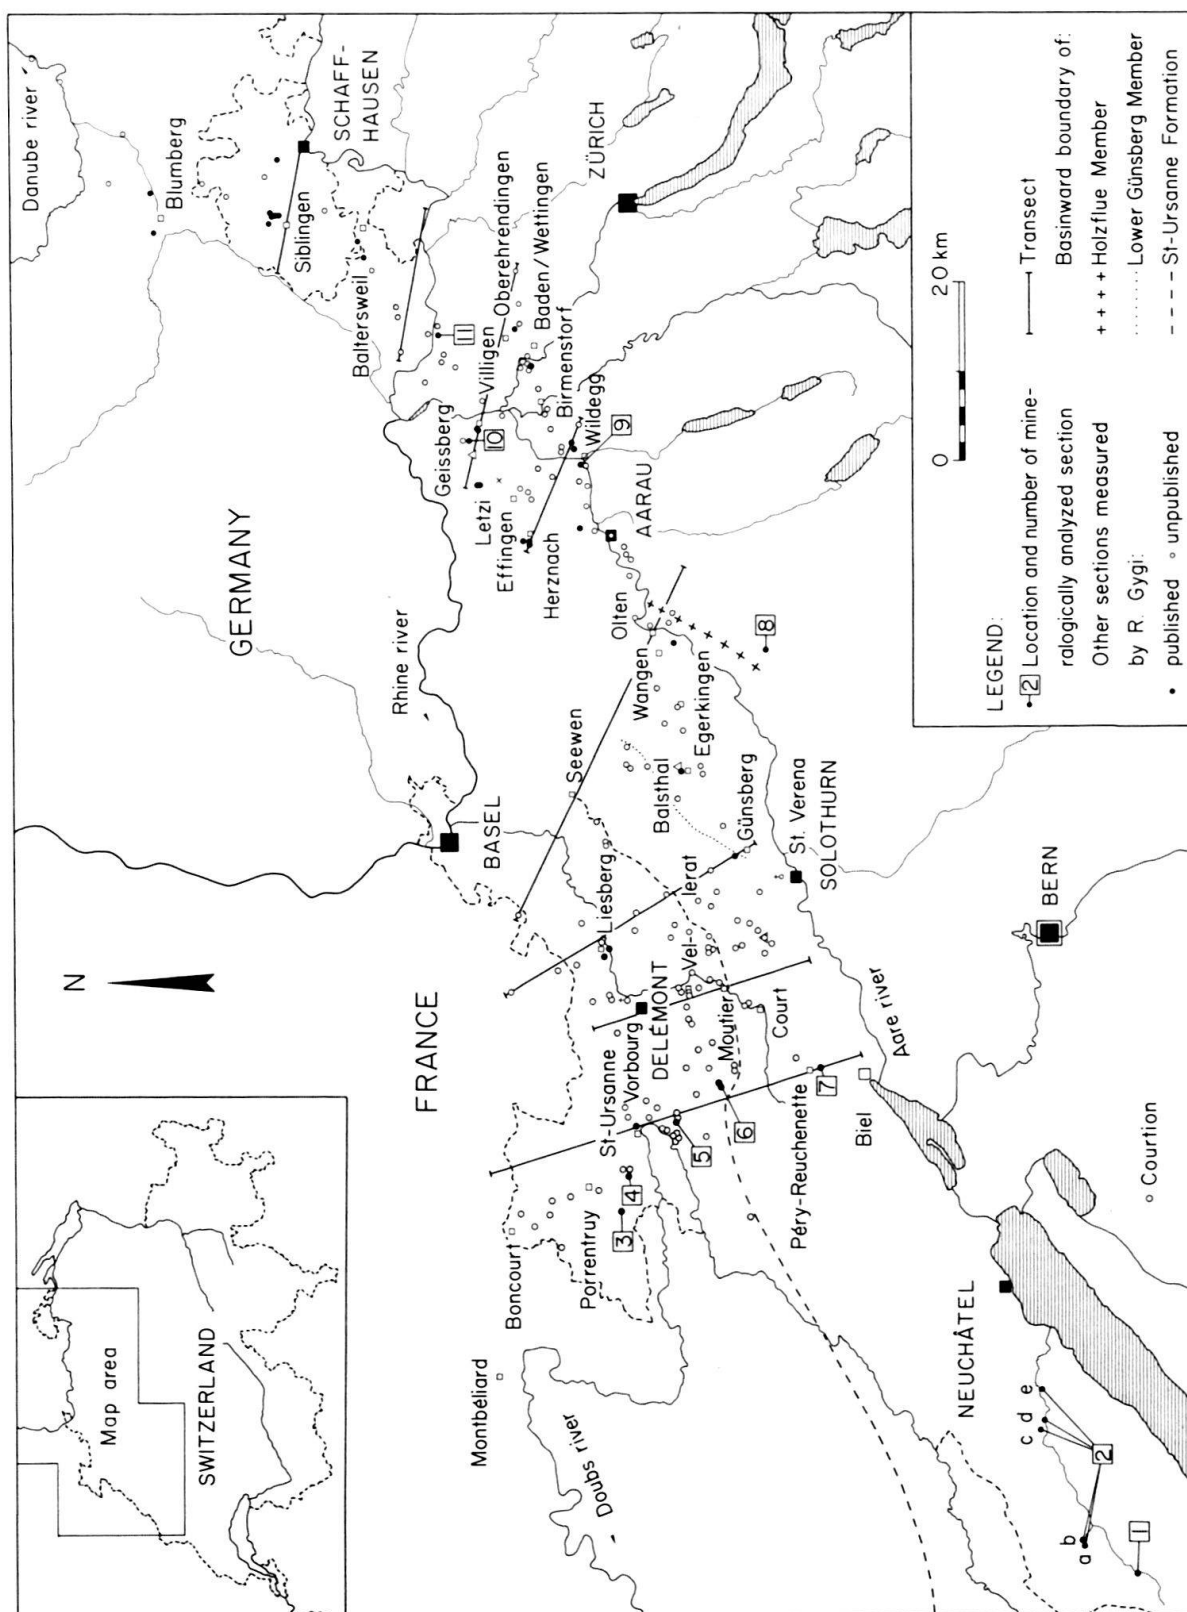 Map area
SWITZERLAND
N
FRANCE
GERMANY
Rhine river
Danube river
Blumberg
SCHAFF-
HAUSEN
Siblingen
Baltersweil
11
Oberehrendingen
Baden/Wettingen
ZÜRICH
Villigen
Birmenstorf
Geissberg
10
Wildegg
9
Letzi
Effingen
Herznach
AARAU
Olten
Wangen
8
Egerkingen
Seewen
Balsthal
BASEL
Günsberg
St. Verena
SOLOTHURN
Liesberg
Vel-
lerat
DELÉMONT
Moutier
Court
BERN
Aare river
St-Ursanne
Vorbourg
Péry-Reuchenette
7
6
5
4
3
Biel
Boncourt
Porrentruy
Montbéliard
Doubs river
NEUCHÂTEL
Courtion
a
b
c
d
e
2
1
0
20 km
LEGEND:
2 Location and number of mine-
ralogically analyzed section
Other sections measured
by R. Gygi:
• published ◦ unpublished
Transect
Basinward boundary of:
+ + + Holzflue Member
........ Lower Günsberg Member
– – – – St-Ursanne Formation